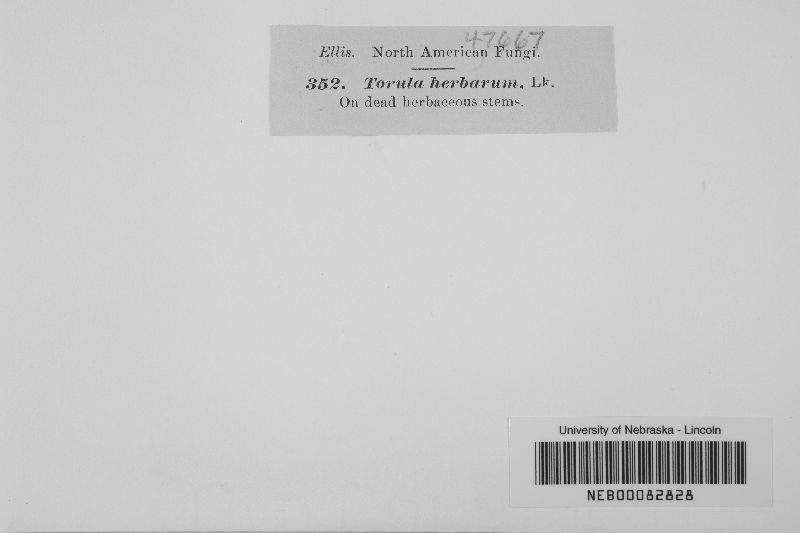 47667
Ellis. North American Fungi.
352. Torula herbarum, Lk.
On dead herbaceous stems.
University of Nebraska - Lincoln
NEB00082828